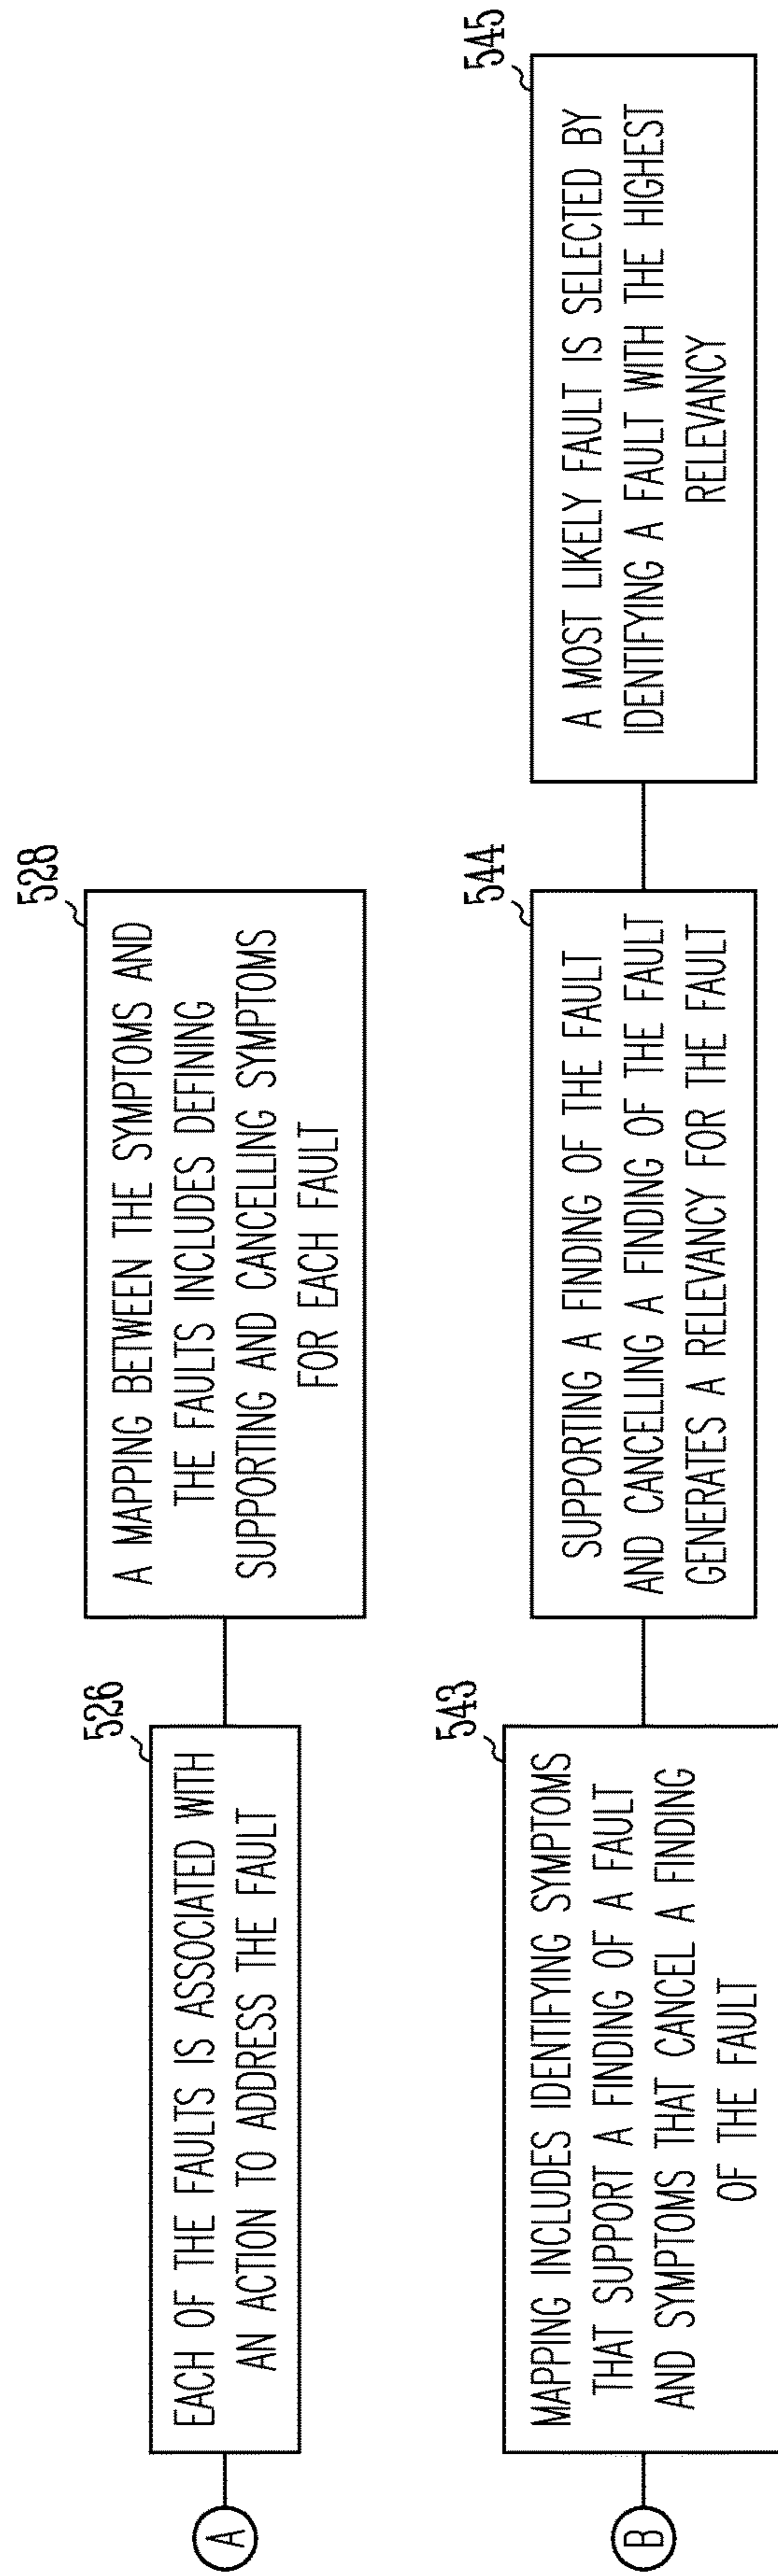 A
526
EACH OF THE FAULTS IS ASSOCIATED WITH
AN ACTION TO ADDRESS THE FAULT
528
A MAPPING BETWEEN THE SYMPTOMS AND
THE FAULTS INCLUDES DEFINING
SUPPORTING AND CANCELLING SYMPTOMS
FOR EACH FAULT
B
543
MAPPING INCLUDES IDENTIFYING SYMPTOMS
THAT SUPPORT A FINDING OF A FAULT
AND SYMPTOMS THAT CANCEL A FINDING
OF THE FAULT
544
SUPPORTING A FINDING OF THE FAULT
AND CANCELLING A FINDING OF THE FAULT
GENERATES A RELEVANCY FOR THE FAULT
545
A MOST LIKELY FAULT IS SELECTED BY
IDENTIFYING A FAULT WITH THE HIGHEST
RELEVANCY